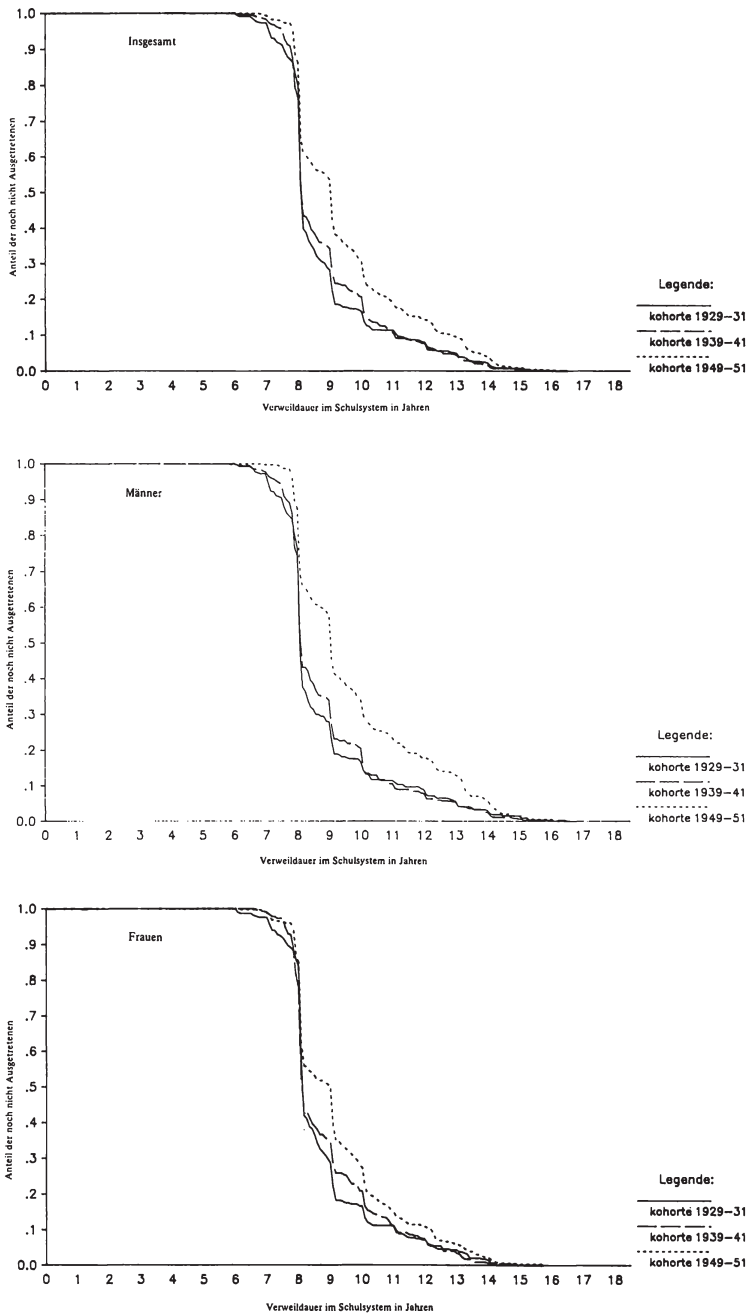 1.0
.9
.8
.7
.6
.5
.4
.3
.2
.1
0.0
Anteil der noch nicht Ausgetretenen
Insgesamt
0 1 2 3 4 5 6 7 8 9 10 11 12 13 14 15 16 17 18
Verweildauer im Schulsystem in Jahren
Legende:
kohorte 1929–31
kohorte 1939–41
kohorte 1949–51
1.0
.9
.8
.7
.6
.5
.4
.3
.2
.1
0.0
Anteil der noch nicht Ausgetretenen
Männer
0 1 2 3 4 5 6 7 8 9 10 11 12 13 14 15 16 17 18
Verweildauer im Schulsystem in Jahren
Legende:
kohorte 1929–31
kohorte 1939–41
kohorte 1949–51
1.0
.9
.8
.7
.6
.5
.4
.3
.2
.1
0.0
Anteil der noch nicht Ausgetretenen
Frauen
0 1 2 3 4 5 6 7 8 9 10 11 12 13 14 15 16 17 18
Verweildauer im Schulsystem in Jahren
Legende:
kohorte 1929–31
kohorte 1939–41
kohorte 1949–51